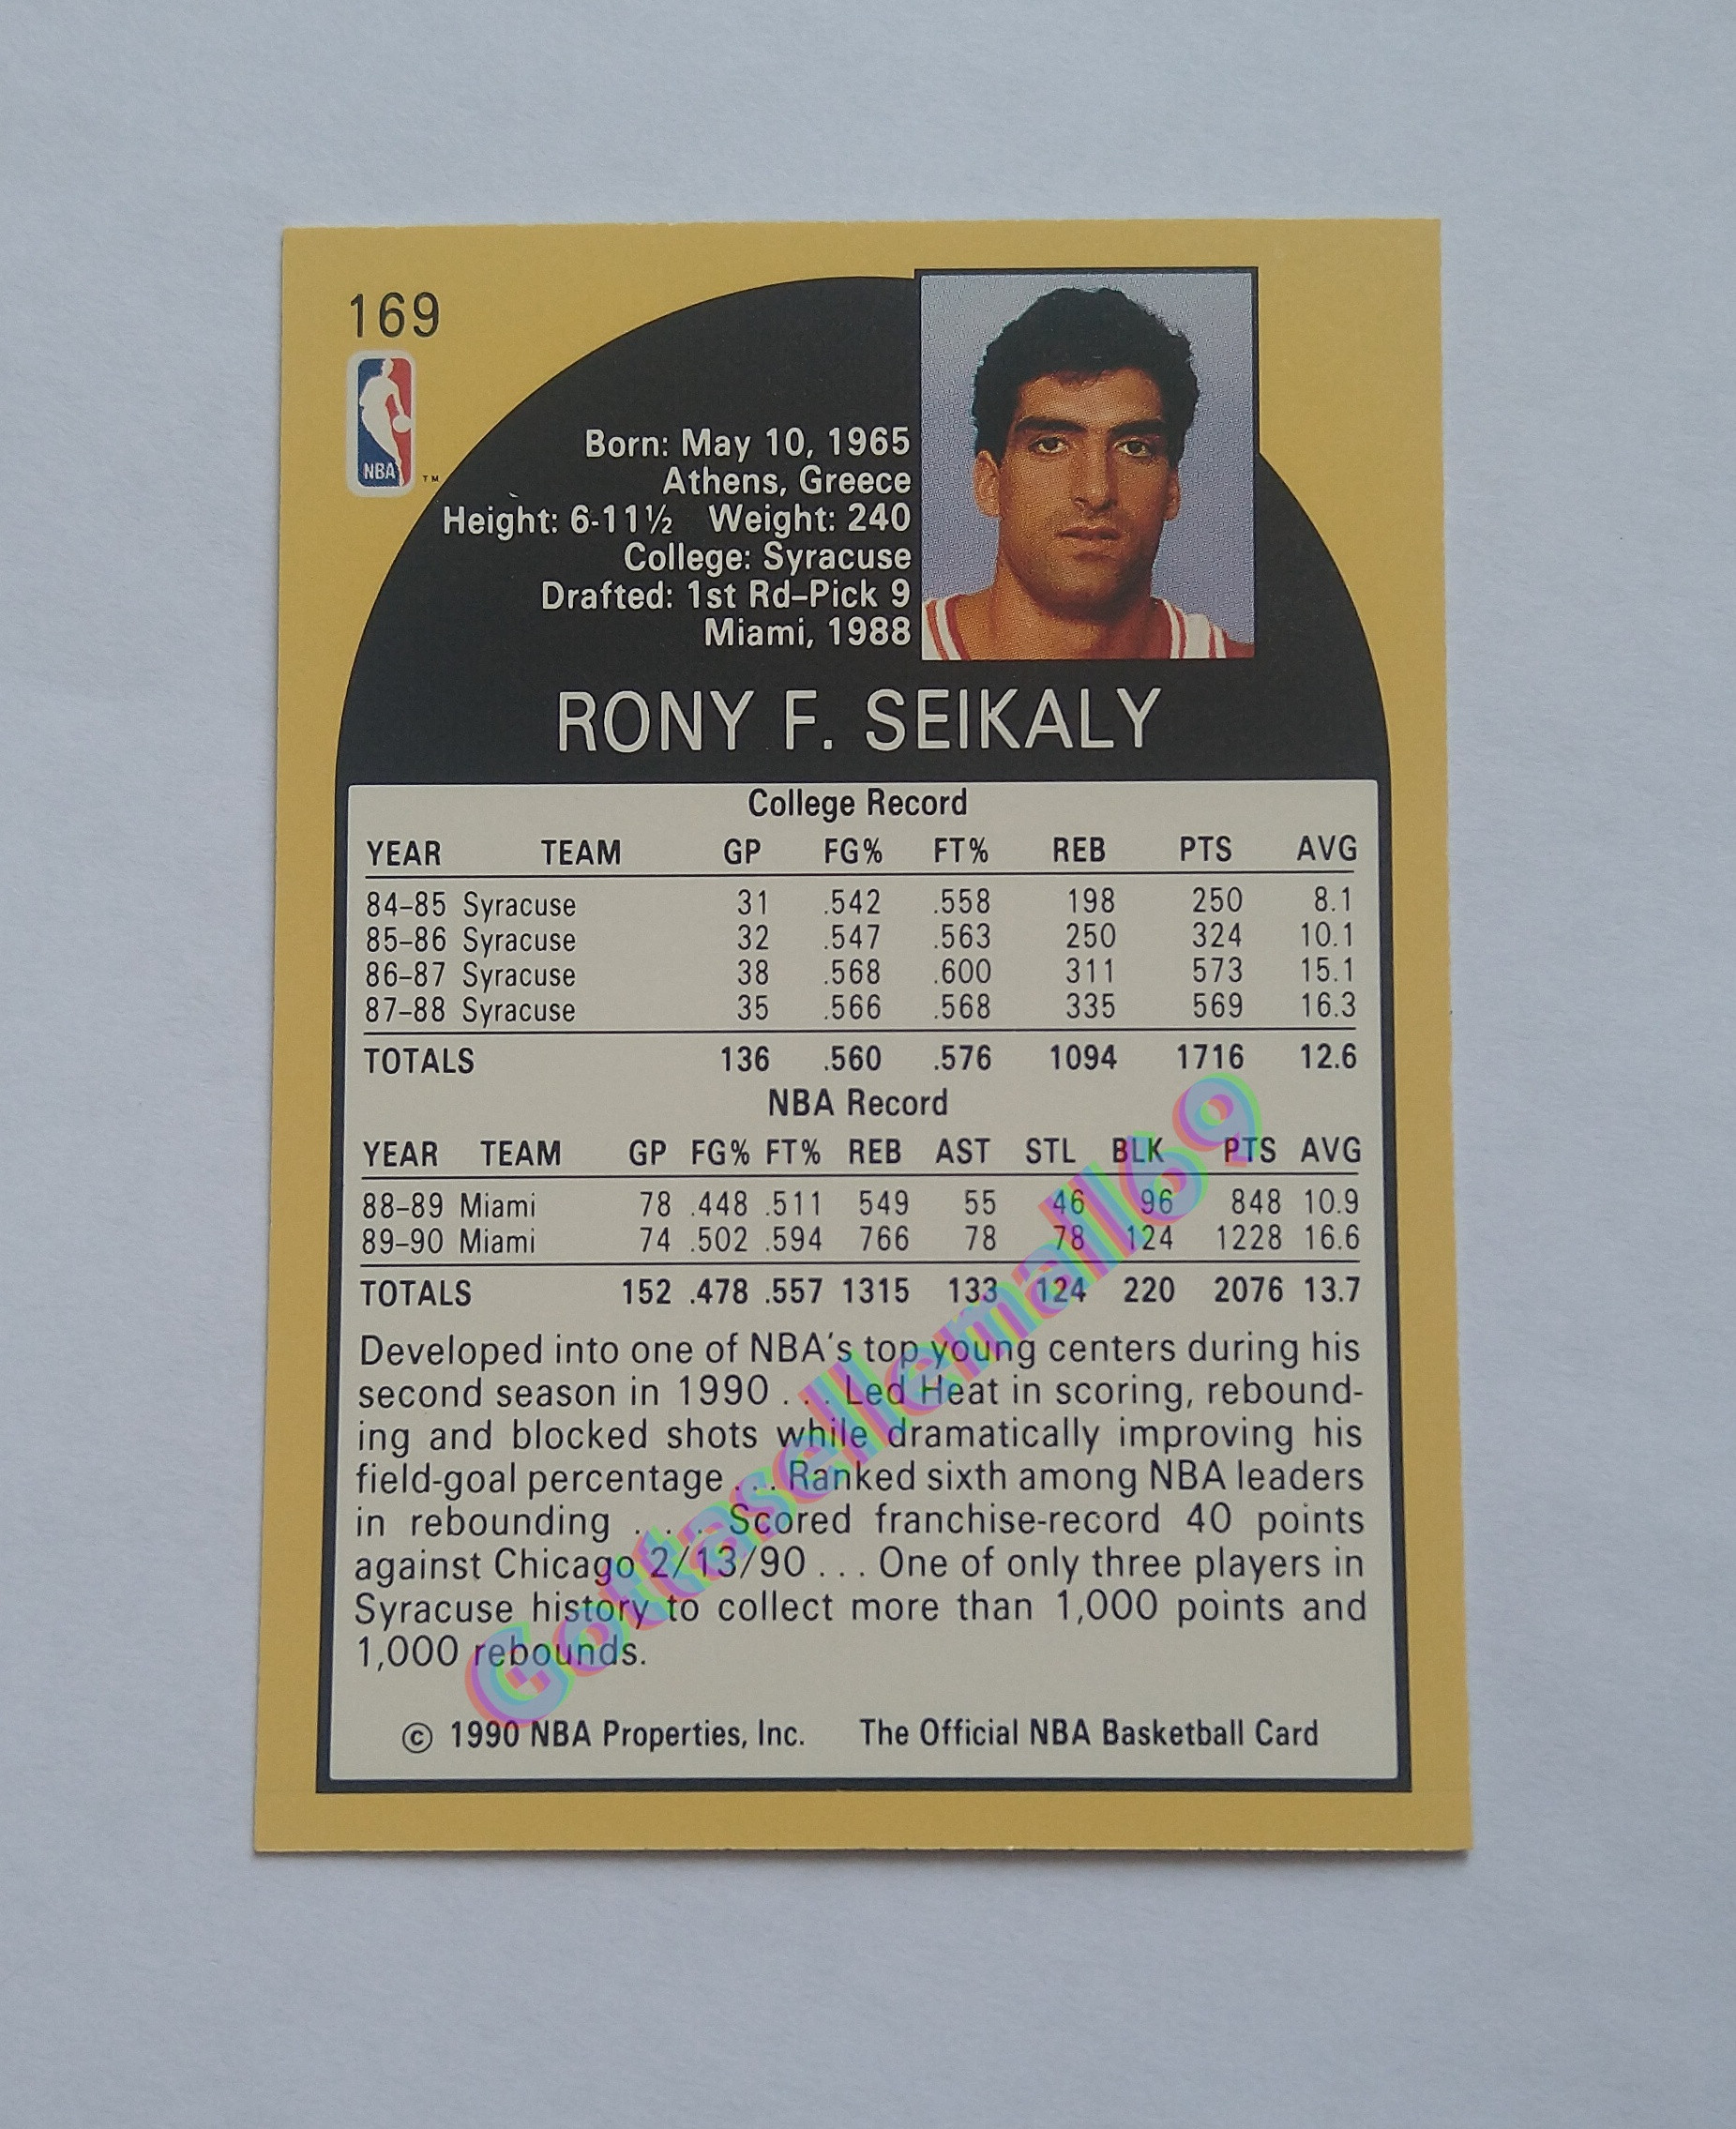 169
NBA
TM
Born: May 10, 1965
Athens, Greece
Height: 6-11½ Weight: 240
College: Syracuse
Drafted: 1st Rd–Pick 9
Miami, 1988
RONY F. SEIKALY
College Record
YEAR TEAM GP FG% FT% REB PTS AVG
84–85 Syracuse 31 .542 .558 198 250 8.1
85–86 Syracuse 32 .547 .563 250 324 10.1
86–87 Syracuse 38 .568 .600 311 573 15.1
87–88 Syracuse 35 .566 .568 335 569 16.3
TOTALS 136 .560 .576 1094 1716 12.6
NBA Record
YEAR TEAM GP FG% FT% REB AST STL BLK PTS AVG
88–89 Miami 78 .448 .511 549 55 46 96 848 10.9
89–90 Miami 74 .502 .594 766 78 78 124 1228 16.6
TOTALS 152 .478 .557 1315 133 124 220 2076 13.7
Developed into one of NBA's top young centers during his
second season in 1990 . . . Led Heat in scoring, rebound-
ing and blocked shots while dramatically improving his
field-goal percentage . . . Ranked sixth among NBA leaders
in rebounding . . . Scored franchise-record 40 points
against Chicago 2/13/90 . . . One of only three players in
Syracuse history to collect more than 1,000 points and
1,000 rebounds.
© 1990 NBA Properties, Inc. The Official NBA Basketball Card
Gottasellemall69